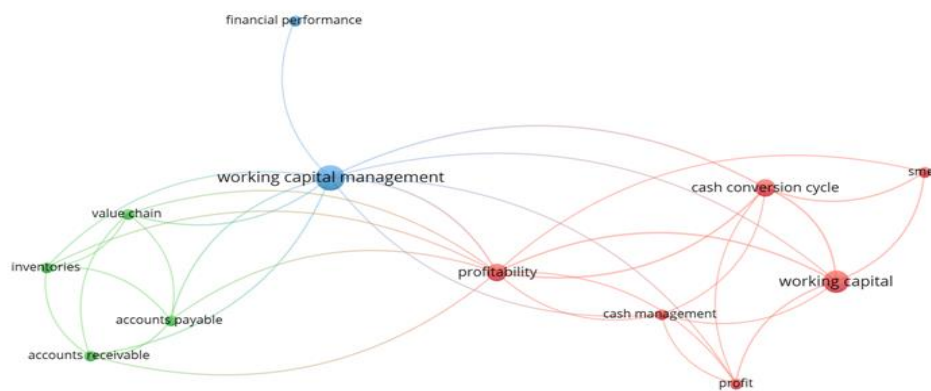 financial performance
working capital management
sme
cash conversion cycle
value chain
inventories
profitability
working capital
accounts payable
cash management
accounts receivable
profit